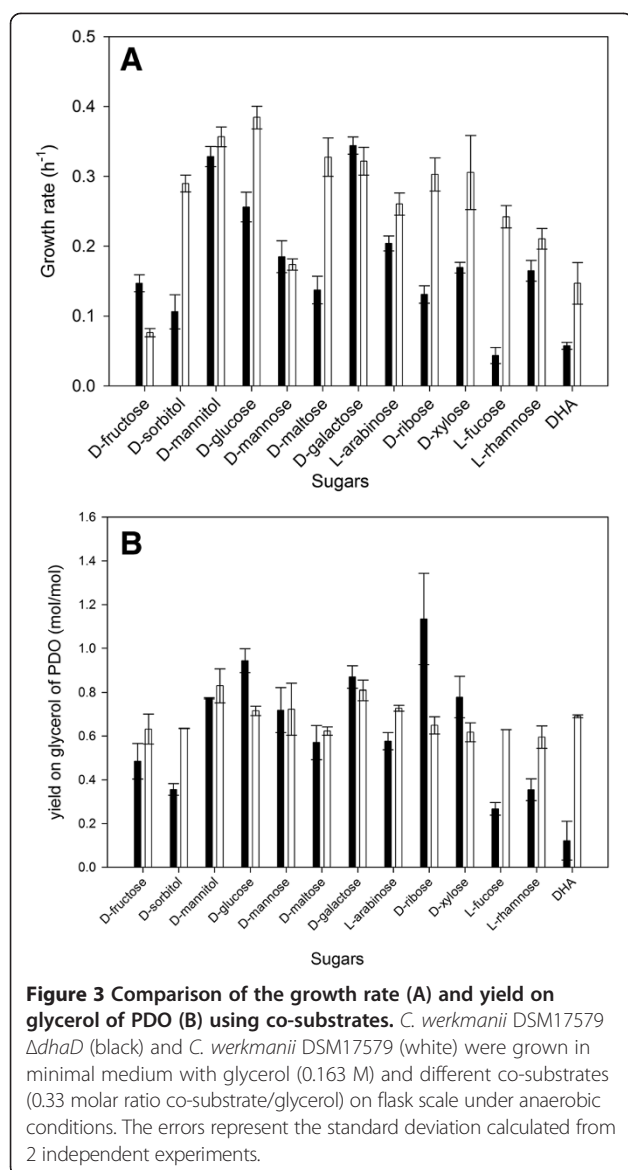 A
0.5
0.4
0.3
0.2
0.1
0.0
Growth rate (h-1)
D-fructose
D-sorbitol
D-mannitol
D-glucose
D-mannose
D-maltose
D-galactose
L-arabinose
D-ribose
D-xylose
L-fucose
L-rhamnose
DHA
Sugars
B
1.6
1.4
1.2
1.0
0.8
0.6
0.4
0.2
0.0
yield on glycerol of PDO (mol/mol)
D-fructose
D-sorbitol
D-mannitol
D-glucose
D-mannose
D-maltose
D-galactose
L-arabinose
D-ribose
D-xylose
L-fucose
L-rhamnose
DHA
Sugars
Figure 3 Comparison of the growth rate (A) and yield on
glycerol of PDO (B) using co-substrates. C. werkmanii DSM17579
ΔdhaD (black) and C. werkmanii DSM17579 (white) were grown in
minimal medium with glycerol (0.163 M) and different co-substrates
(0.33 molar ratio co-substrate/glycerol) on flask scale under anaerobic
conditions. The errors represent the standard deviation calculated from
2 independent experiments.